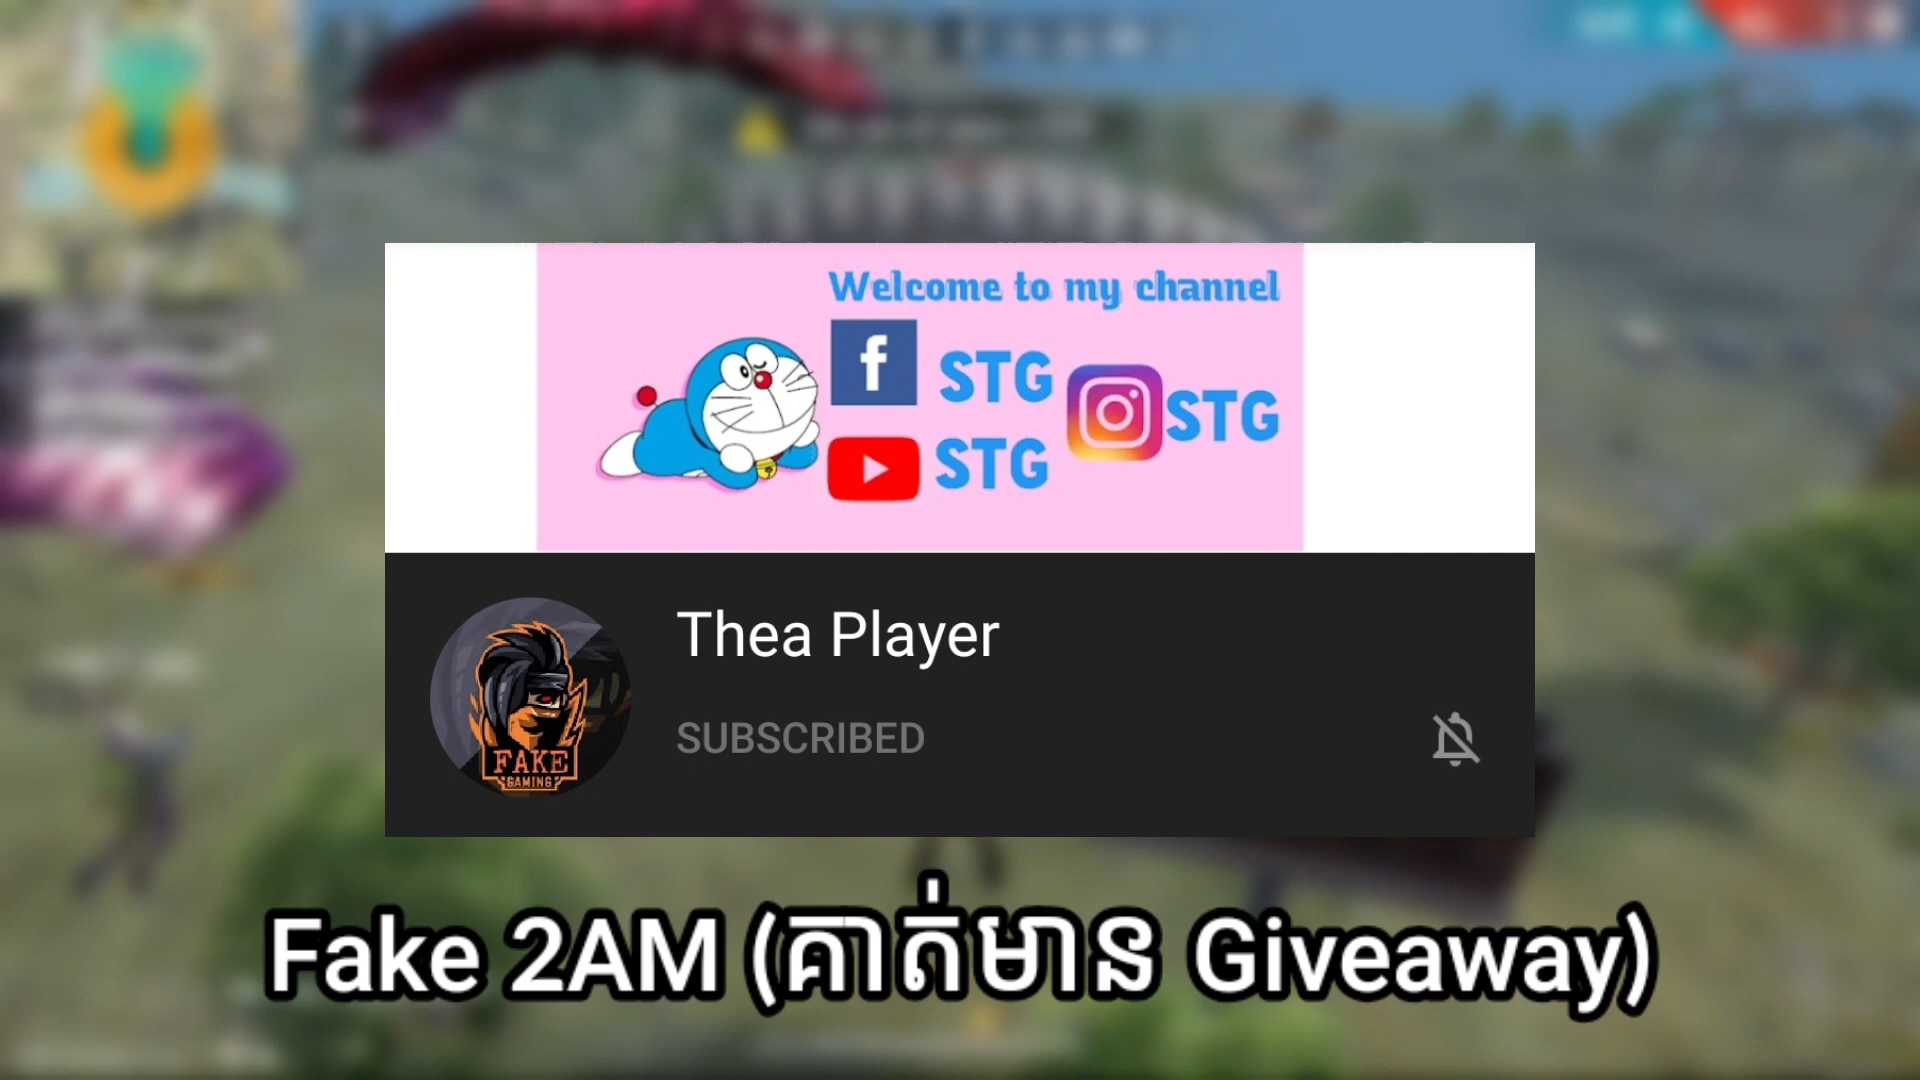 Welcome to my channel
f
STG
STG
STG
Thea Player
SUBSCRIBED
FAKE
GAMING
Fake 2AM (គាត់មាន Giveaway)